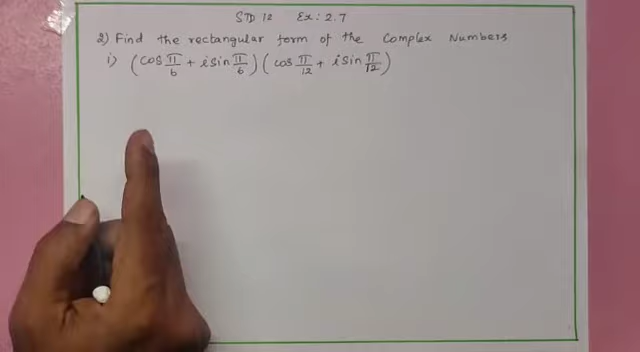 STD 12 Ex: 2.7
2) Find the rectangular form of the Complex Numbers
i) (cos π/6 + i sin π/6) (cos π/12 + i sin π/12)